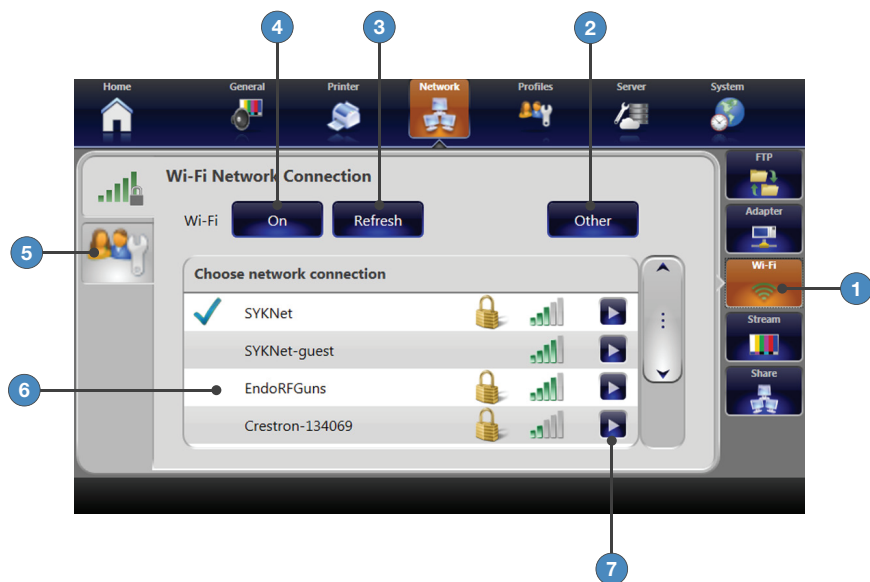 4 3 2
Home General Printer Network Profiles Server System
Wi-Fi Network Connection
FTP
Wi-Fi On Refresh Other
Adapter
5
Choose network connection
Wi-Fi
1
SYKNet
Stream
SYKNet-guest
Share
6
EndoRFGuns
Crestron-134069
7